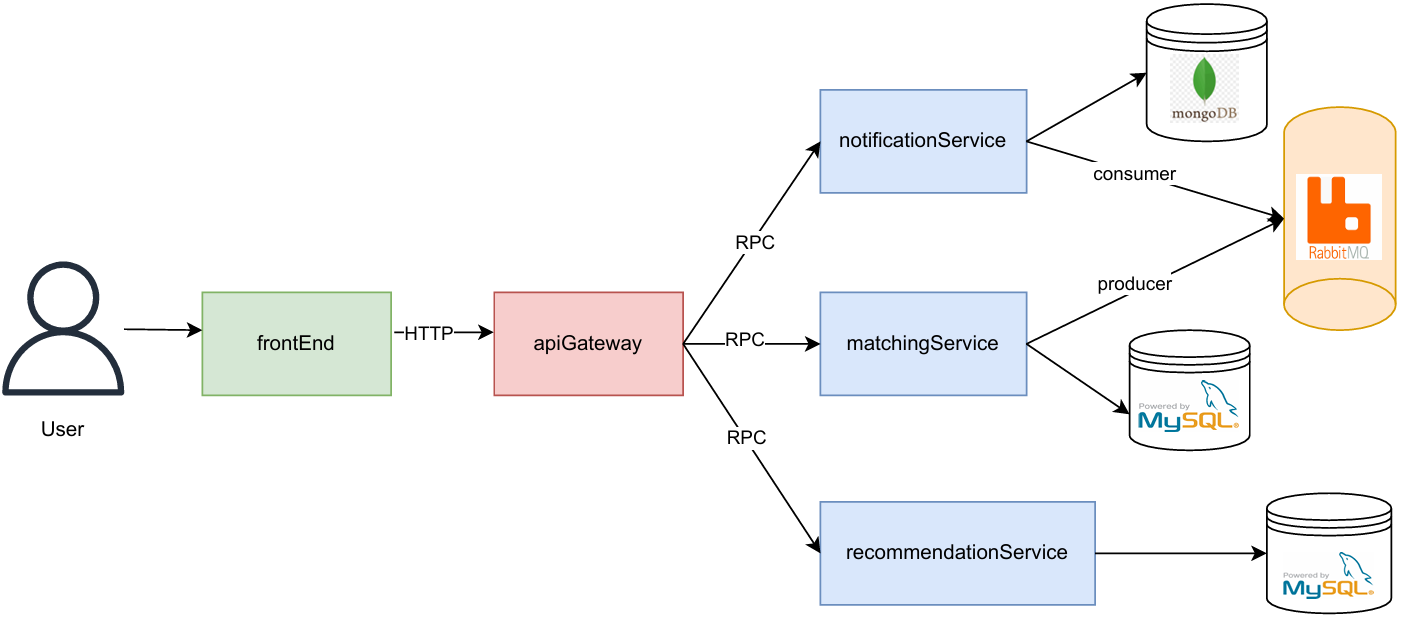 mongoDB
notificationService
consumer
RabbitMQ
RPC
producer
frontEnd
HTTP
apiGateway
RPC
matchingService
Powered by
MySQL®
User
RPC
recommendationService
Powered by
MySQL®